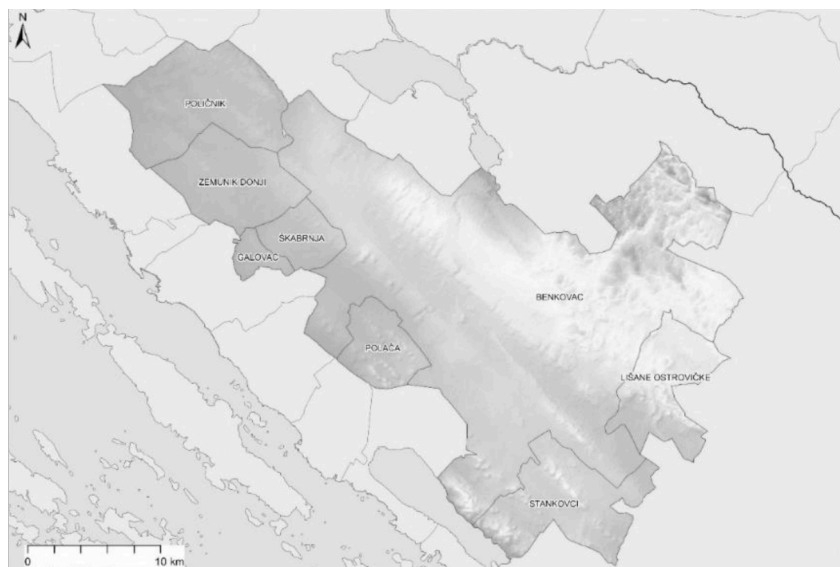 N
POLIČNIK
ZEMUNIK DONJI
ŠKABRNJA
GALOVAC
BENKOVAC
POLAČA
LIŠANE OSTROVIČKE
STANKOVCI
0 10 km